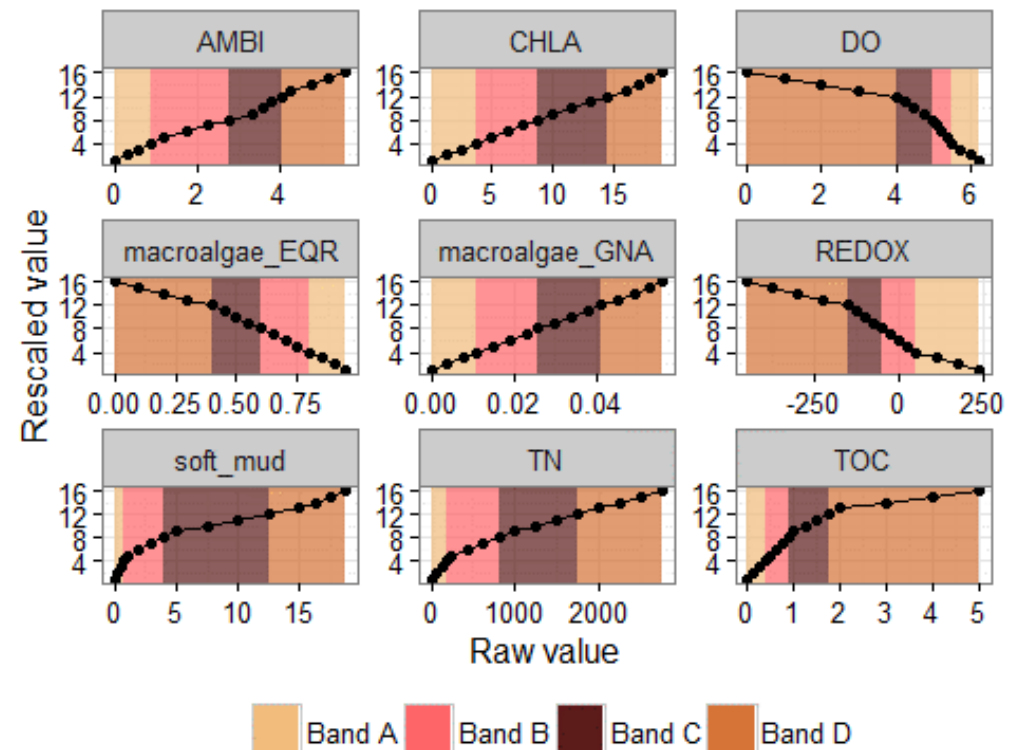 AMBI CHLA DO
16 12 8 4 16 12 8 4 16 12 8 4
0 2 4 0 5 10 15 0 2 4 6
macroalgae_EQR macroalgae_GNA REDOX
16 12 8 4 16 12 8 4 16 12 8 4
0.00 0.25 0.50 0.75 0.00 0.02 0.04 -250 0 250
Rescaled value
soft_mud TN TOC
16 12 8 4 16 12 8 4 16 12 8 4
0 5 10 15 0 1000 2000 0 1 2 3 4 5
Raw value
Band A Band B Band C Band D